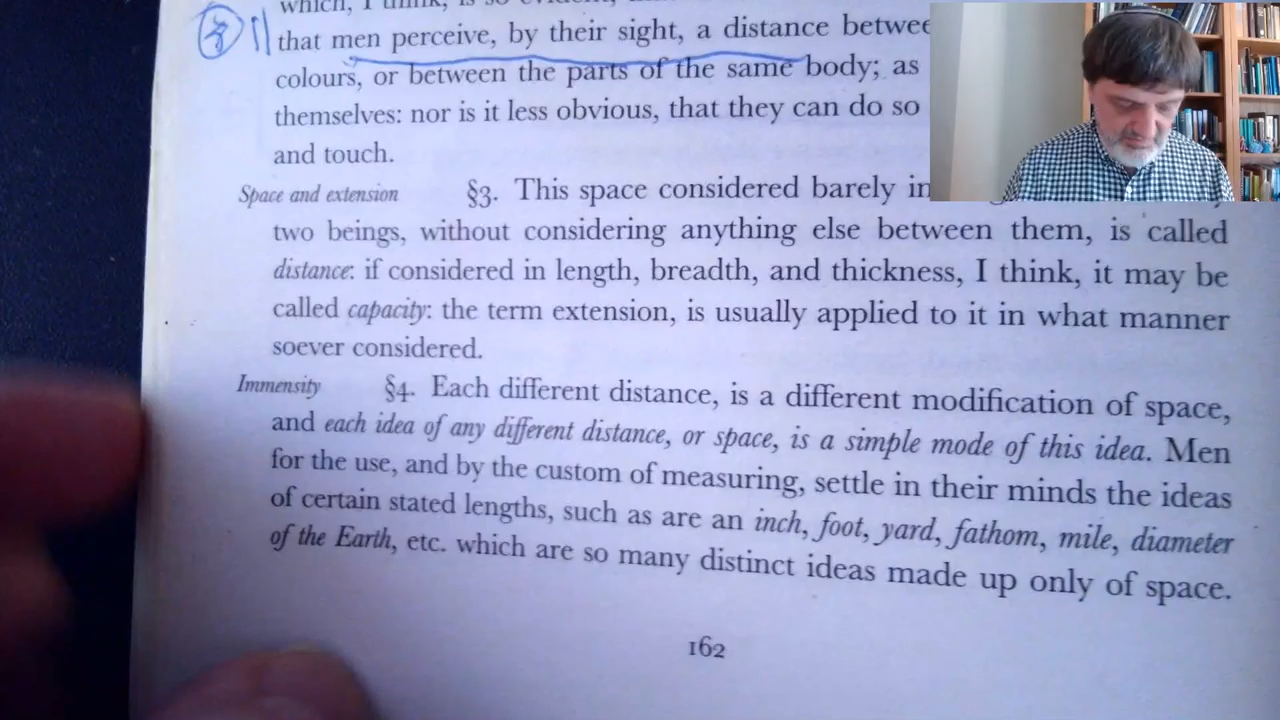 that men perceive, by their sight, a distance
colours, or between the parts of the same body; as
themselves: nor is it less obvious, that they can do so
and touch.
Space and extension §3. This space considered barely in
two beings, without considering anything else between them, is called
distance: if considered in length, breadth, and thickness, I think, it may be
called capacity: the term extension, is usually applied to it in what manner
soever considered.
Immensity §4. Each different distance, is a different modification of space,
and each idea of any different distance, or space, is a simple mode of this idea. Men
for the use, and by the custom of measuring, settle in their minds the ideas
of certain stated lengths, such as are an inch, foot, yard, fathom, mile, diameter
of the Earth, etc. which are so many distinct ideas made up only of space.
162